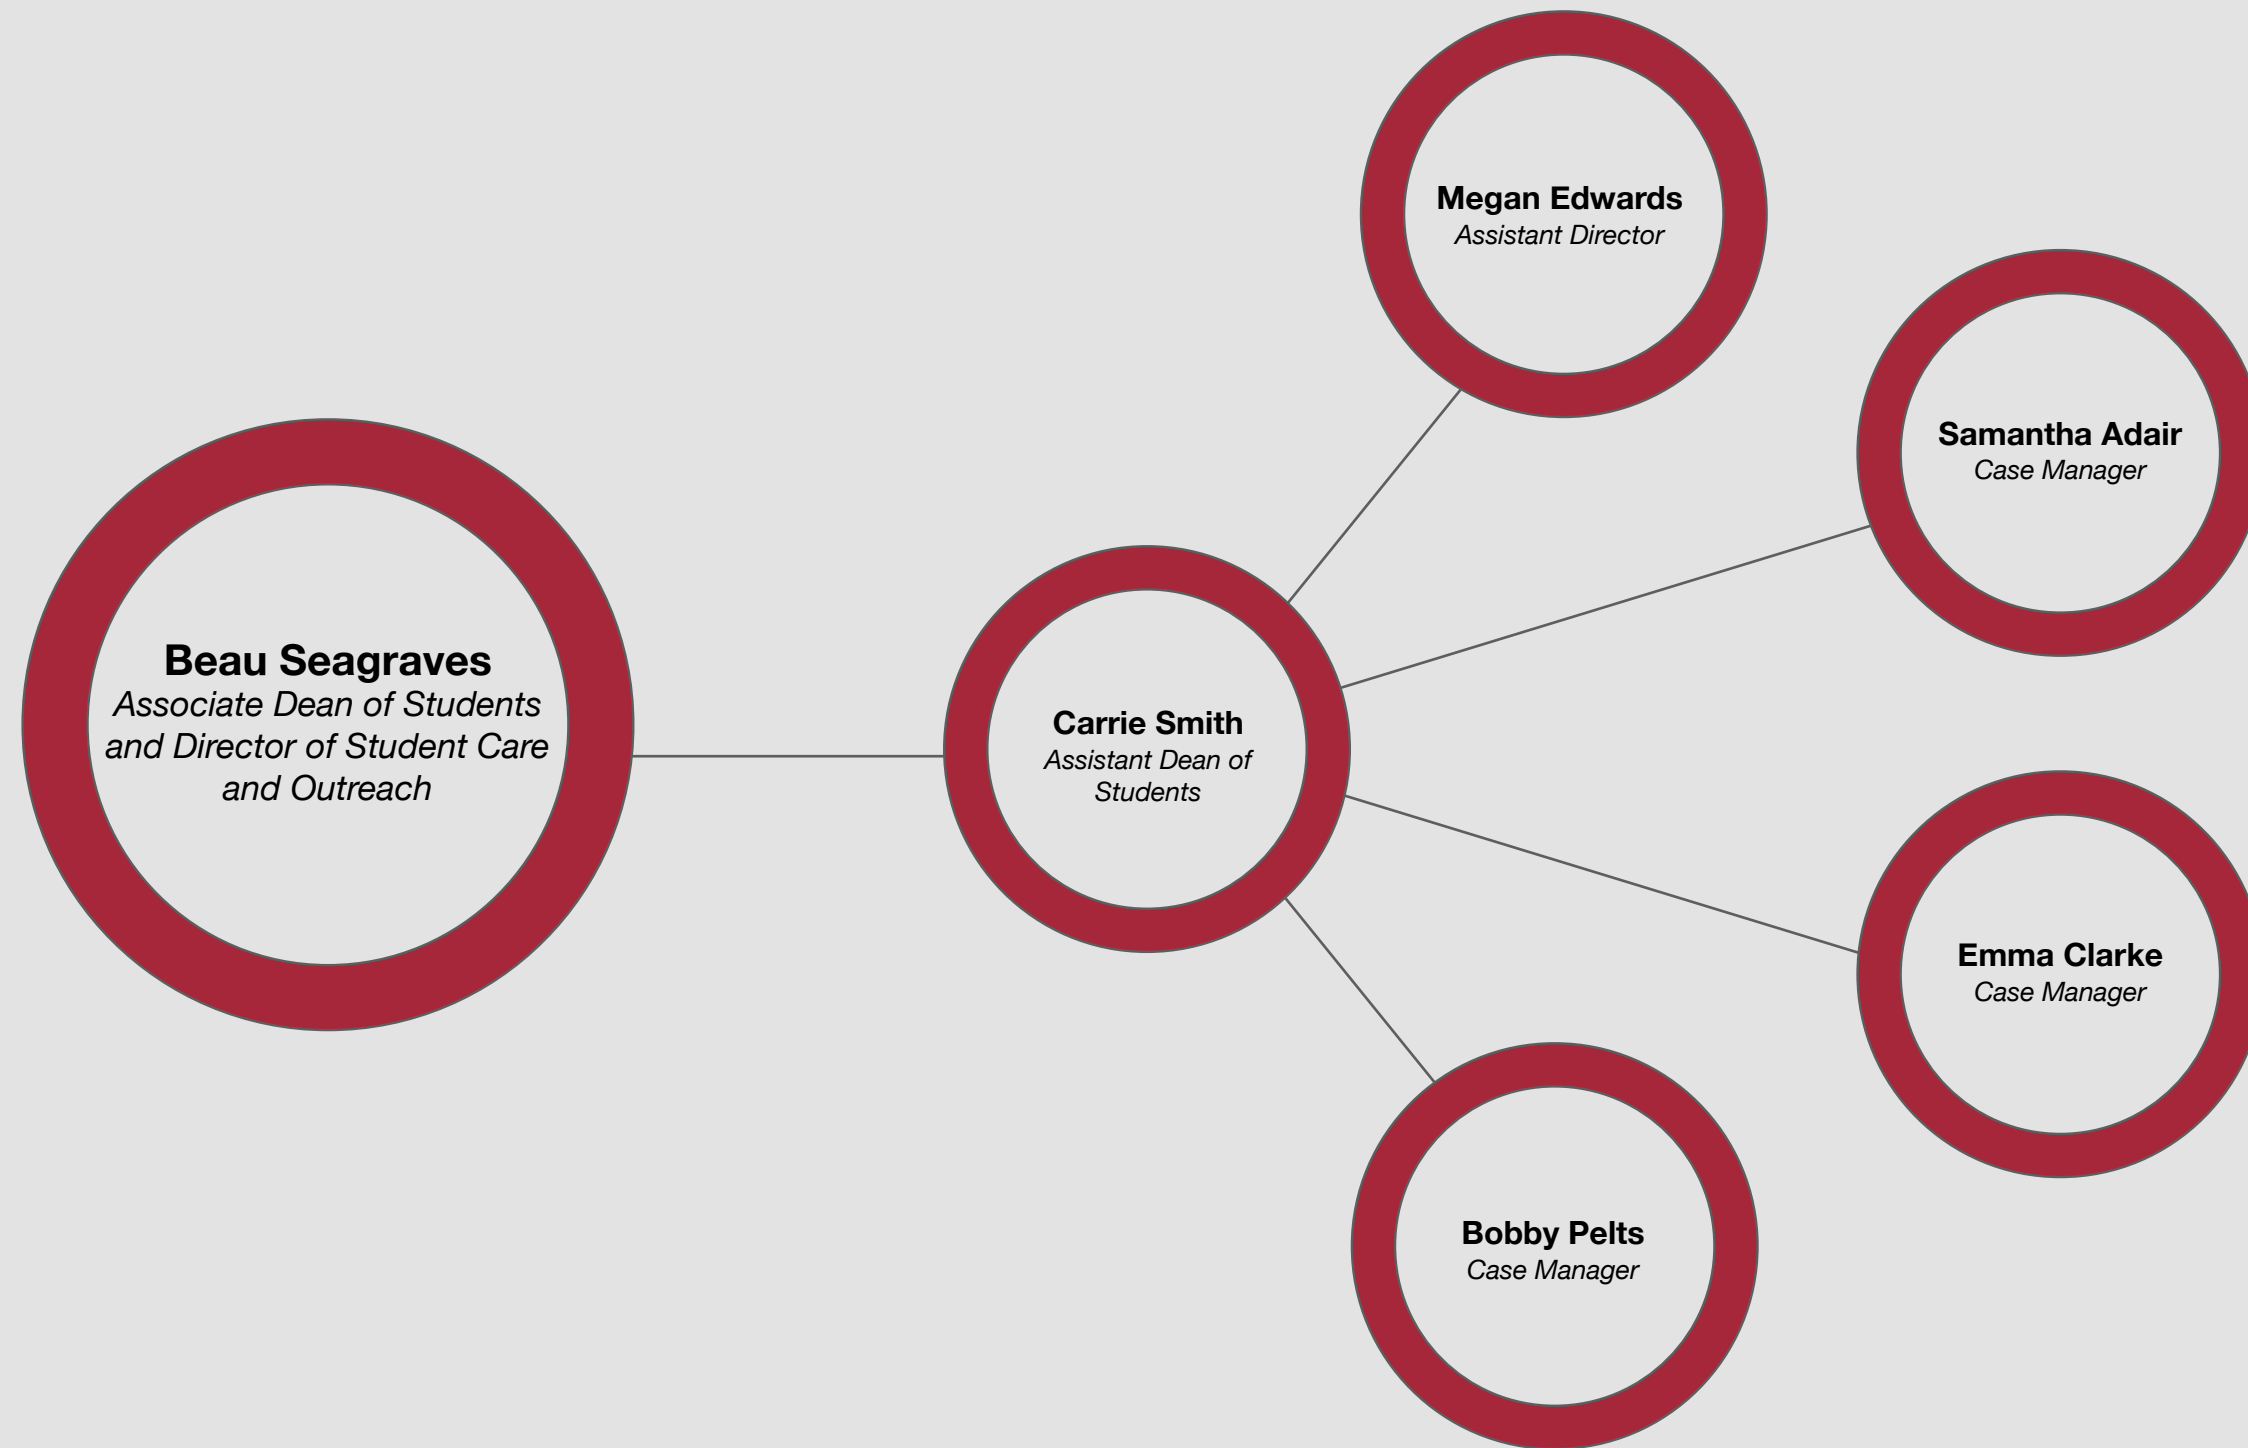 Megan Edwards
Assistant Director
Samantha Adair
Case Manager
Beau Seagraves
Associate Dean of Students
and Director of Student Care
and Outreach
Carrie Smith
Assistant Dean of
Students
Emma Clarke
Case Manager
Bobby Pelts
Case Manager